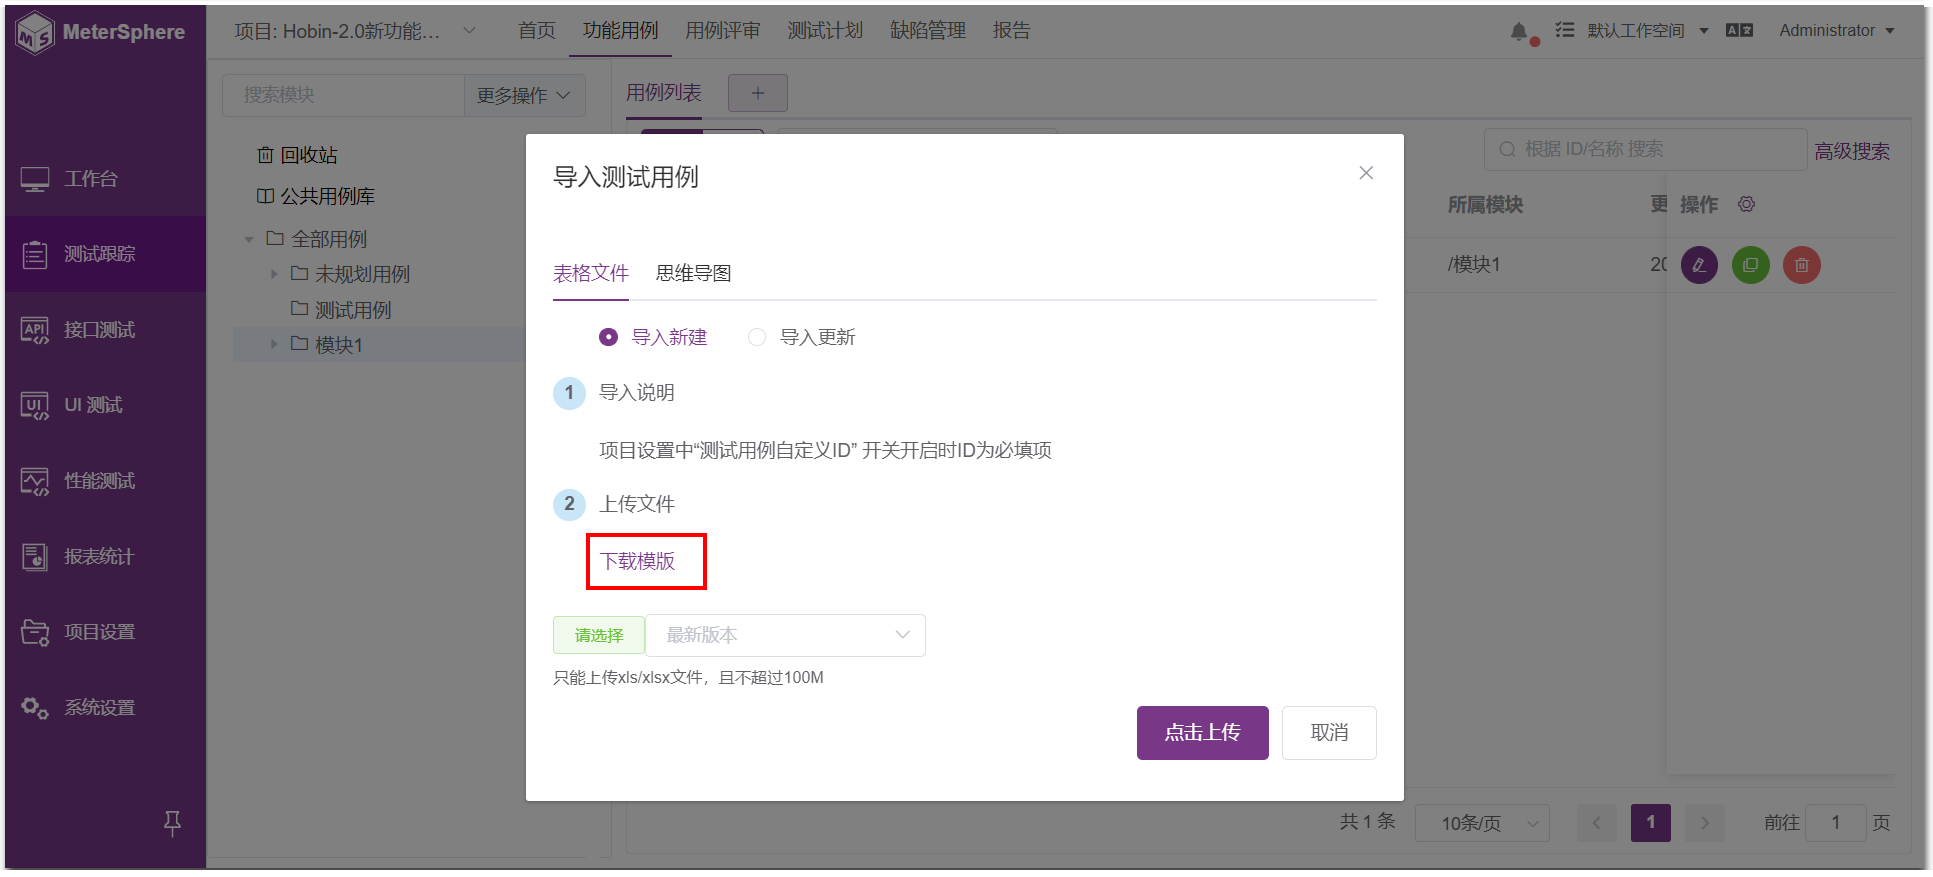 MeterSphere
项目: Hobin-2.0新功能...
首页
功能用例
用例评审
测试计划
缺陷管理
报告
默认工作空间
Administrator
工作台
测试跟踪
接口测试
UI 测试
性能测试
报表统计
项目设置
系统设置
搜索模块
更多操作
回收站
公共用例库
全部用例
未规划用例
测试用例
模块1
用例列表
+
根据 ID/名称 搜索
高级搜索
所属模块
更
操作
/模块1
20
导入测试用例
表格文件
思维导图
导入新建
导入更新
1 导入说明
项目设置中“测试用例自定义ID” 开关开启时ID为必填项
2 上传文件
下载模版
请选择
最新版本
只能上传xls/xlsx文件，且不超过100M
点击上传
取消
共 1 条
10条/页
1
前往 1 页